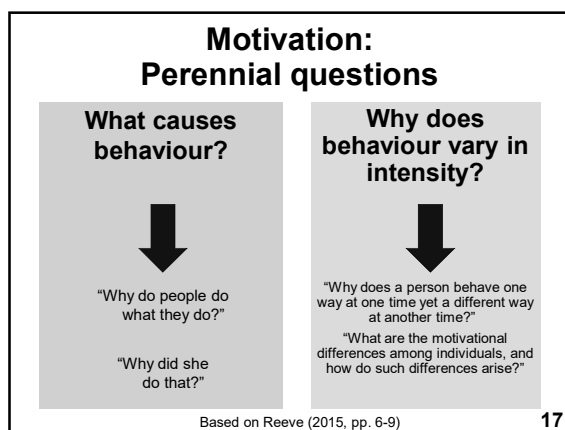 Motivation:
Perennial questions
What causes
behaviour?
“Why do people do
what they do?”
“Why did she
do that?”
Why does
behaviour vary in
intensity?
“Why does a person behave one
way at one time yet a different way
at another time?”
“What are the motivational
differences among individuals, and
how do such differences arise?”
Based on Reeve (2015, pp. 6-9)
17